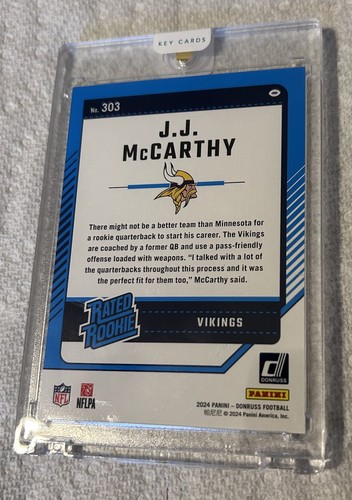 KEY CARDS
No. 303
J.J.
McCARTHY
There might not be a better team than Minnesota for
a rookie quarterback to start his career. The Vikings
are coached by a former QB and use a pass-friendly
offense loaded with weapons. “I talked with a lot of
the quarterbacks throughout this process and it was
the perfect fit for them too,” McCarthy said.
RATED
ROOKIE
VIKINGS
DONRUSS
NFL
NFLPA
PANINI
2024 PANINI – DONRUSS FOOTBALL
帕尼尼 © 2024 Panini America, Inc.